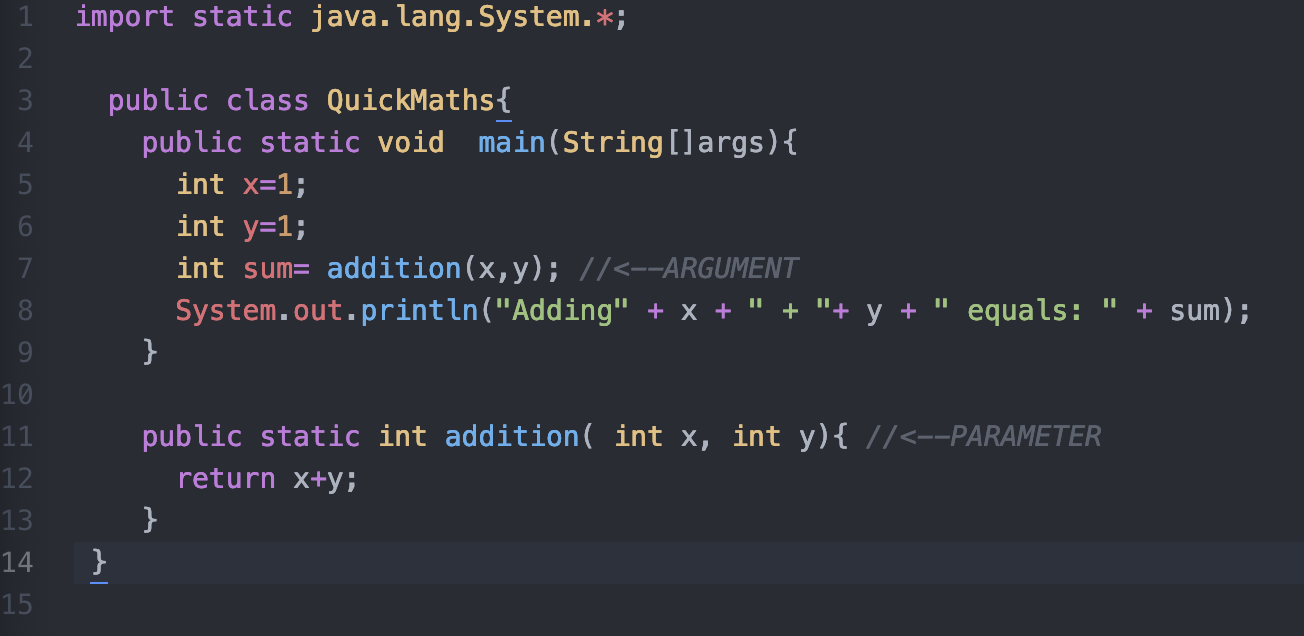 1 import static java.lang.System.*;
2
3   public class QuickMaths{
4     public static void  main(String[]args){
5       int x=1;
6       int y=1;
7       int sum= addition(x,y); //<--ARGUMENT
8       System.out.println("Adding" + x + " + "+ y + " equals: " + sum);
9     }
10
11     public static int addition( int x, int y){ //<--PARAMETER
12       return x+y;
13     }
14  }
15